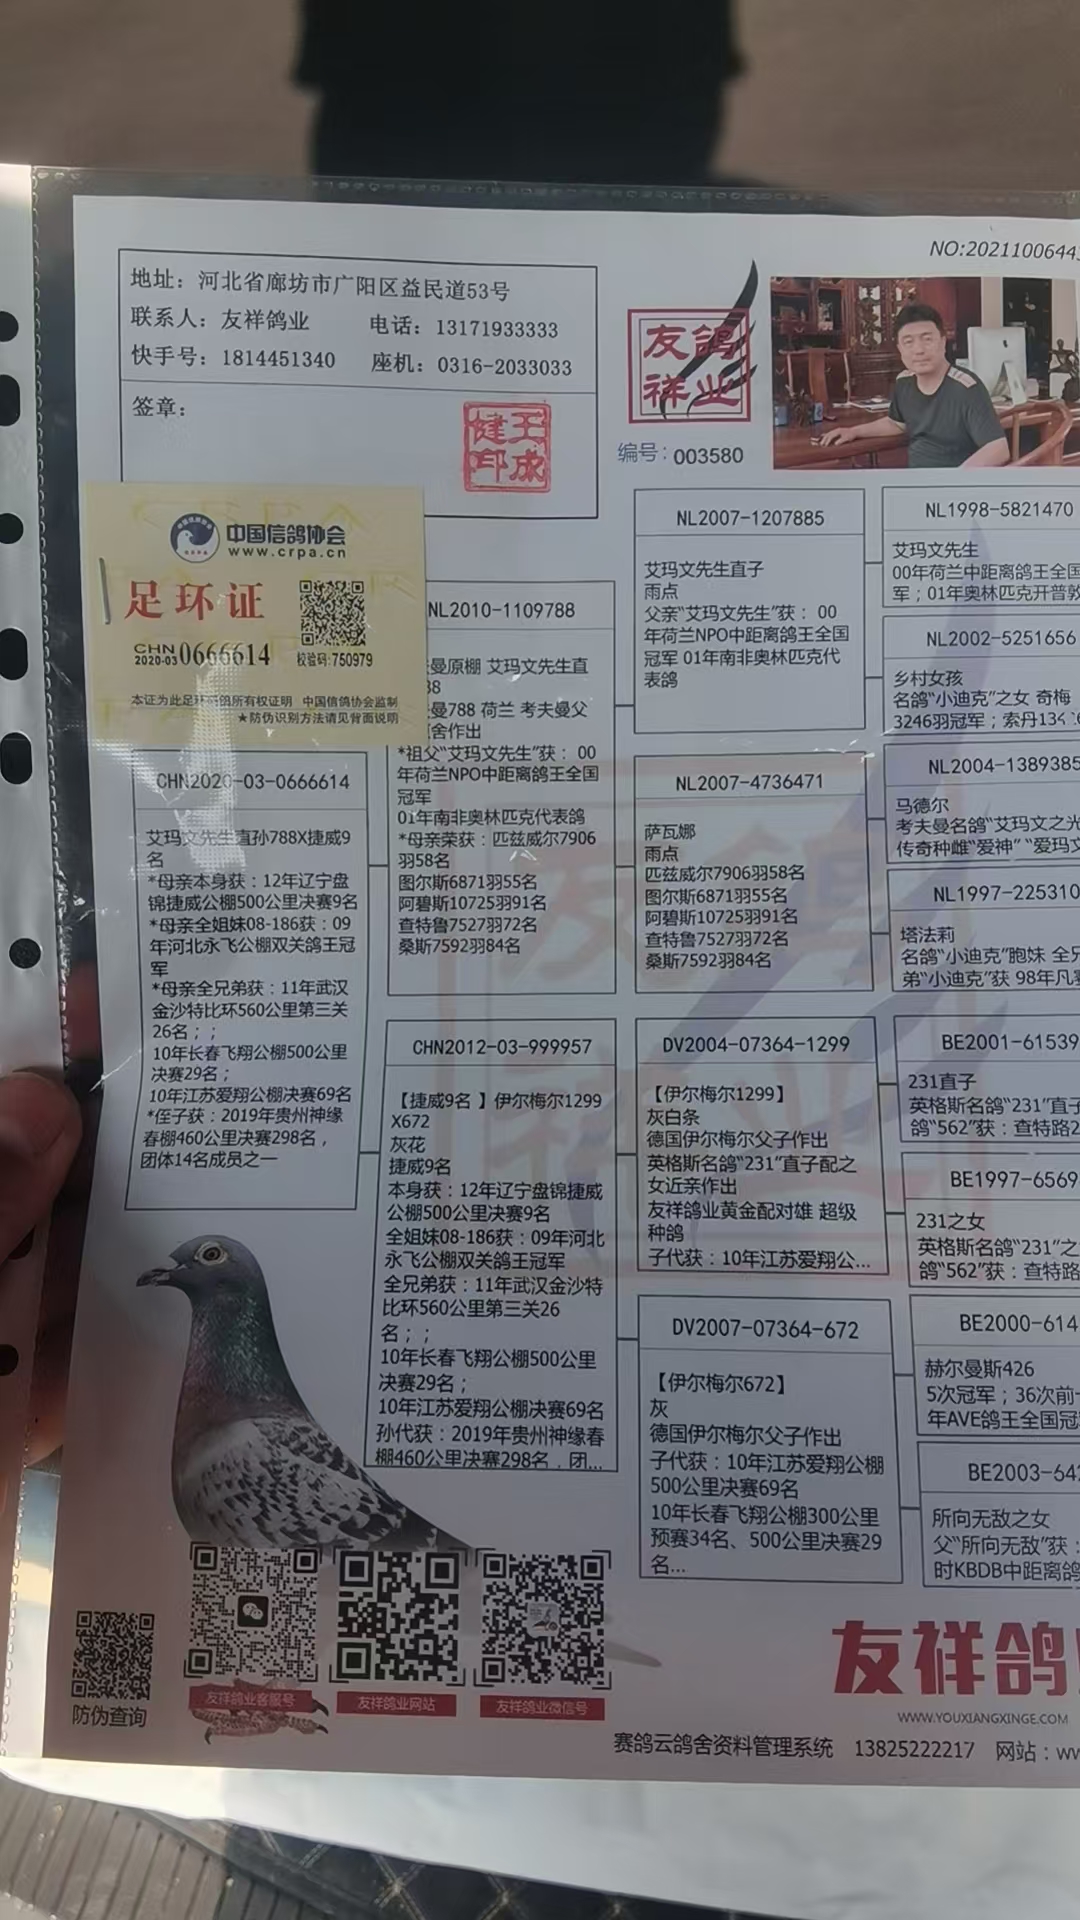 NO:2021100644
地址：河北省廊坊市广阳区益民道53号
联系人：友祥鸽业 电话：13171933333
快手号：1814451340 座机：0316-2033033
签章：
王成
健印
友鸽
祥业
编号：003580
中国信鸽协会
www.crpa.cn
足环证
CHN
2020-03 0666614
校验码：750979
本证为此足环信鸽所有权证明 中国信鸽协会监制
★防伪识别方法请见背面说明
CHN2020-03-0666614
艾玛文先生直孙788X捷威9
名
*母亲本身获：12年辽宁盘
锦捷威公棚500公里决赛9名
*母亲全姐妹08-186获：09
年河北永飞公棚双关鸽王冠
军
*母亲全兄弟获：11年武汉
金沙特比环560公里第三关
26名；；
10年长春飞翔公棚500公里
决赛29名；
10年江苏爱翔公棚决赛69名
*侄子获：2019年贵州神缘
春棚460公里决赛298名，
团体14名成员之一
NL2010-1109788
曼原棚 艾玛文先生直
88
曼788 荷兰 考夫曼父
舍作出
*祖父“艾玛文先生”获： 00
年荷兰NPO中距离鸽王全国
冠军
01年南非奥林匹克代表鸽
*母亲荣获：匹兹威尔7906
羽58名
图尔斯6871羽55名
阿碧斯10725羽91名
查特鲁7527羽72名
桑斯7592羽84名
CHN2012-03-999957
【捷威9名 】伊尔梅尔1299
X672
灰花
捷威9名
本身获：12年辽宁盘锦捷威
公棚500公里决赛9名
全姐妹08-186获：09年河北
永飞公棚双关鸽王冠军
全兄弟获：11年武汉金沙特
比环560公里第三关26
名；；
10年长春飞翔公棚500公里
决赛29名；
10年江苏爱翔公棚决赛69名
孙代获：2019年贵州神缘春
棚460公里决赛298名，团...
NL2007-1207885
艾玛文先生直子
雨点
父亲“艾玛文先生”获： 00
年荷兰NPO中距离鸽王全国
冠军 01年南非奥林匹克代
表鸽
NL2007-4736471
萨瓦娜
雨点
匹兹威尔7906羽58名
图尔斯6871羽55名
阿碧斯10725羽91名
查特鲁7527羽72名
桑斯7592羽84名
DV2004-07364-1299
【伊尔梅尔1299】
灰白条
德国伊尔梅尔父子作出
英格斯名鸽“231”直子配之
女近亲作出
友祥鸽业黄金配对雄 超级
种鸽
子代获：10年江苏爱翔公...
DV2007-07364-672
【伊尔梅尔672】
灰
德国伊尔梅尔父子作出
子代获：10年江苏爱翔公棚
500公里决赛69名
10年长春飞翔公棚300公里
预赛34名、500公里决赛29
名...
NL1998-5821470
艾玛文先生
00年荷兰中距离鸽王全国
军；01年奥林匹克开普敦
NL2002-5251656
乡村女孩
名鸽“小迪克”之女 奇梅
3246羽冠军；索丹13
NL2004-1389385
马德尔
考夫曼名鸽“艾玛文之光
传奇种雌“爱神” “爱玛文
NL1997-225310
塔法莉
名鸽“小迪克”胞妹 全兄
弟“小迪克”获 98年凡
BE2001-61539
231直子
英格斯名鸽“231”直子
鸽“562”获：查特路2
BE1997-6569
231之女
英格斯名鸽“231”之
鸽“562”获：查特路
BE2000-614
赫尔曼斯426
5次冠军；36次前
年AVE鸽王全国冠
BE2003-642
所向无敌之女
父“所向无敌”获：
时KBDB中距离鸽
防伪查询
友祥鸽业客服号
友祥鸽业网站
友祥鸽业微信号
友祥鸽
WWW.YOUXIANGXINGE.COM
赛鸽云鸽舍资料管理系统 13825222217 网站：ww